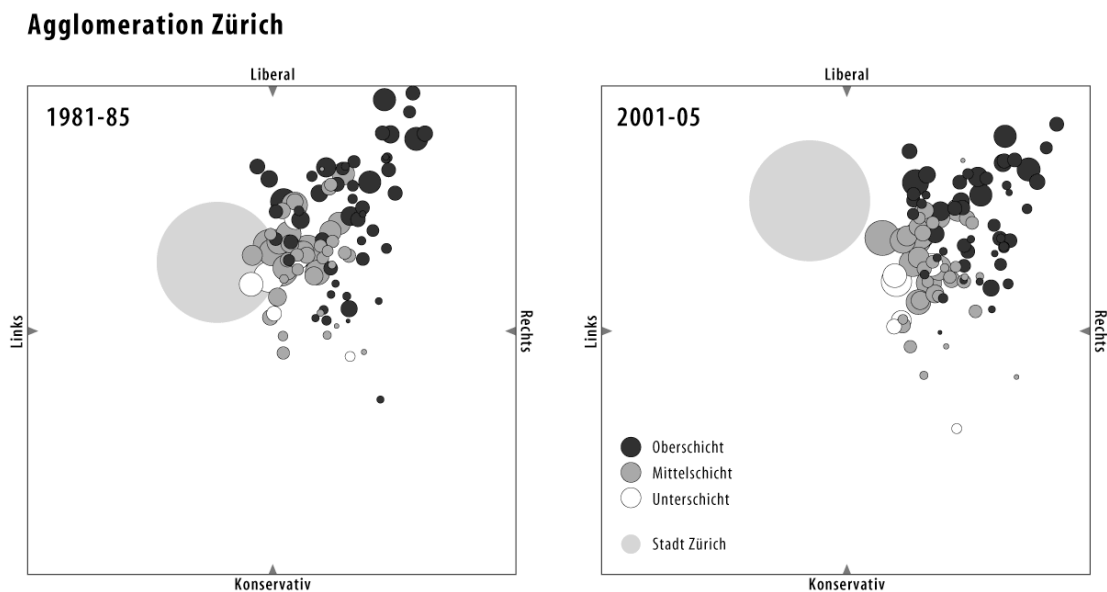 Agglomeration Zürich
Liberal
1981-85
Links
Rechts
Konservativ
Liberal
2001-05
Links
Rechts
Oberschicht
Mittelschicht
Unterschicht
Stadt Zürich
Konservativ